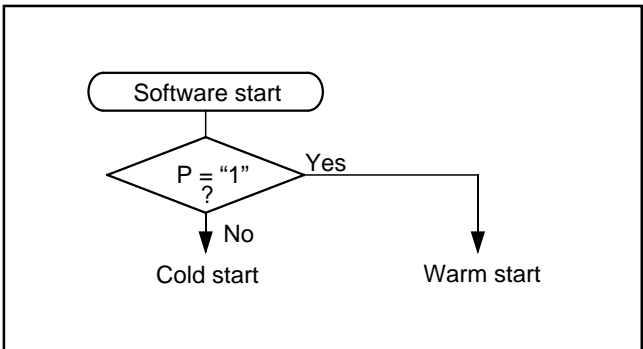 Software start
P = “1”
?
Yes
No
Cold start
Warm start